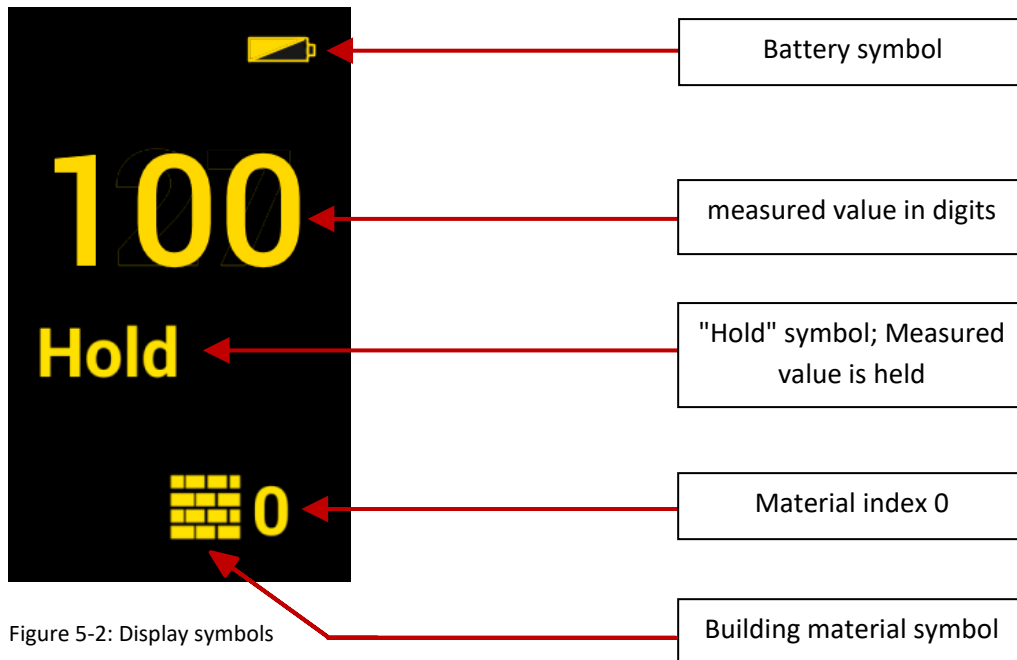 Battery symbol
100
measured value in digits
Hold
"Hold" symbol; Measured
value is held
0
Material index 0
Figure 5-2: Display symbols
Building material symbol